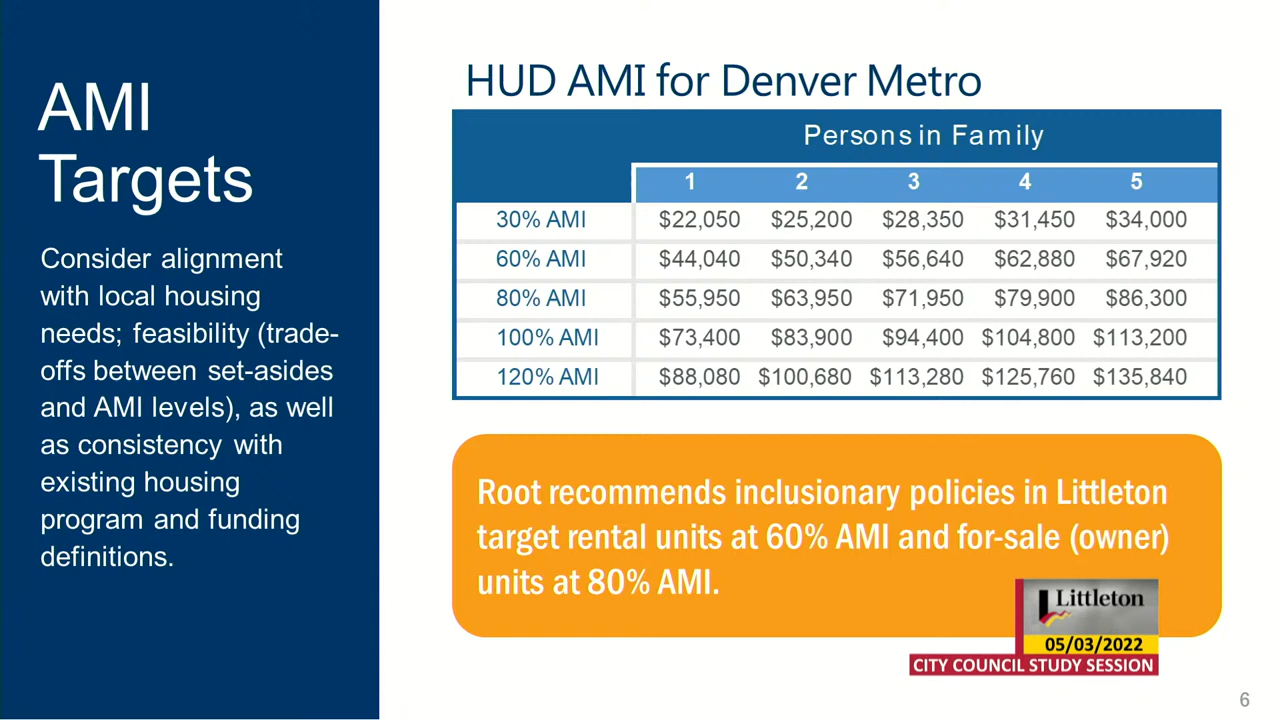 AMI
Targets
Consider alignment
with local housing
needs; feasibility (trade-
offs between set-asides
and AMI levels), as well
as consistency with
existing housing
program and funding
definitions.
HUD AMI for Denver Metro
Persons in Family
1 2 3 4 5
30% AMI $22,050 $25,200 $28,350 $31,450 $34,000
60% AMI $44,040 $50,340 $56,640 $62,880 $67,920
80% AMI $55,950 $63,950 $71,950 $79,900 $86,300
100% AMI $73,400 $83,900 $94,400 $104,800 $113,200
120% AMI $88,080 $100,680 $113,280 $125,760 $135,840
Root recommends inclusionary policies in Littleton
target rental units at 60% AMI and for-sale (owner)
units at 80% AMI.
Littleton
05/03/2022
CITY COUNCIL STUDY SESSION
6